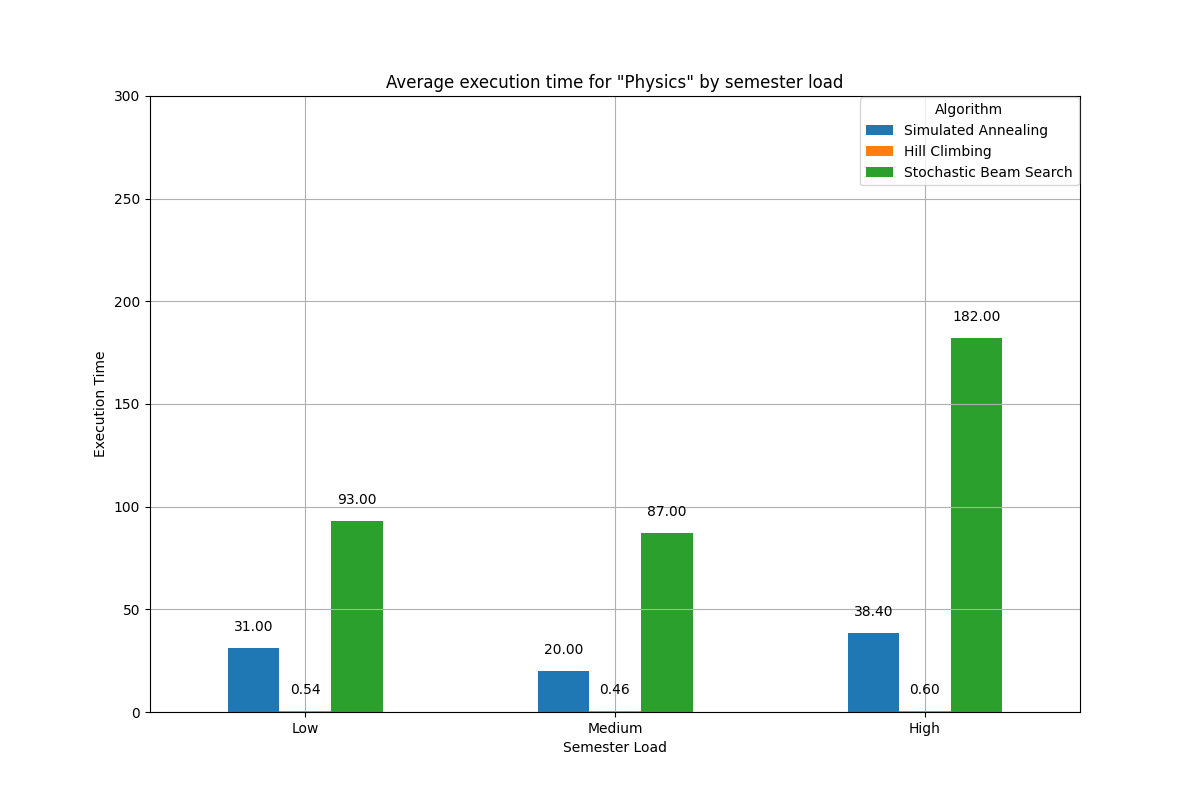 Average execution time for "Physics" by semester load
300
250
200
150
100
50
0
Execution Time
Algorithm
Simulated Annealing
Hill Climbing
Stochastic Beam Search
31.00
0.54
93.00
20.00
0.46
87.00
38.40
0.60
182.00
Low
Medium
High
Semester Load